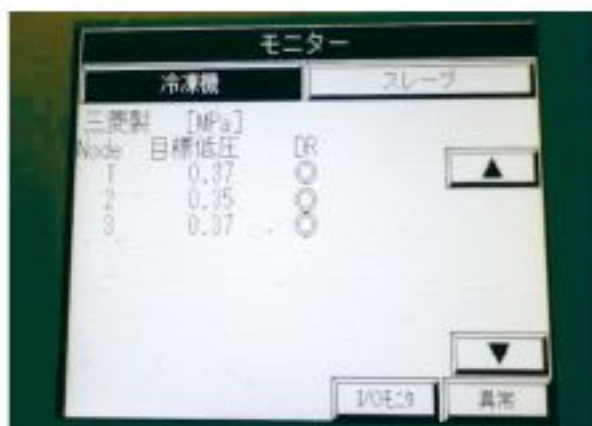 モニター
冷凍機 スレーブ
三菱製 [MPa]
Node 目標低圧 DR
1 0.37 ◎
2 0.35 ◎
3 0.37 ◎
▲
▼
I/Oモニタ 異常